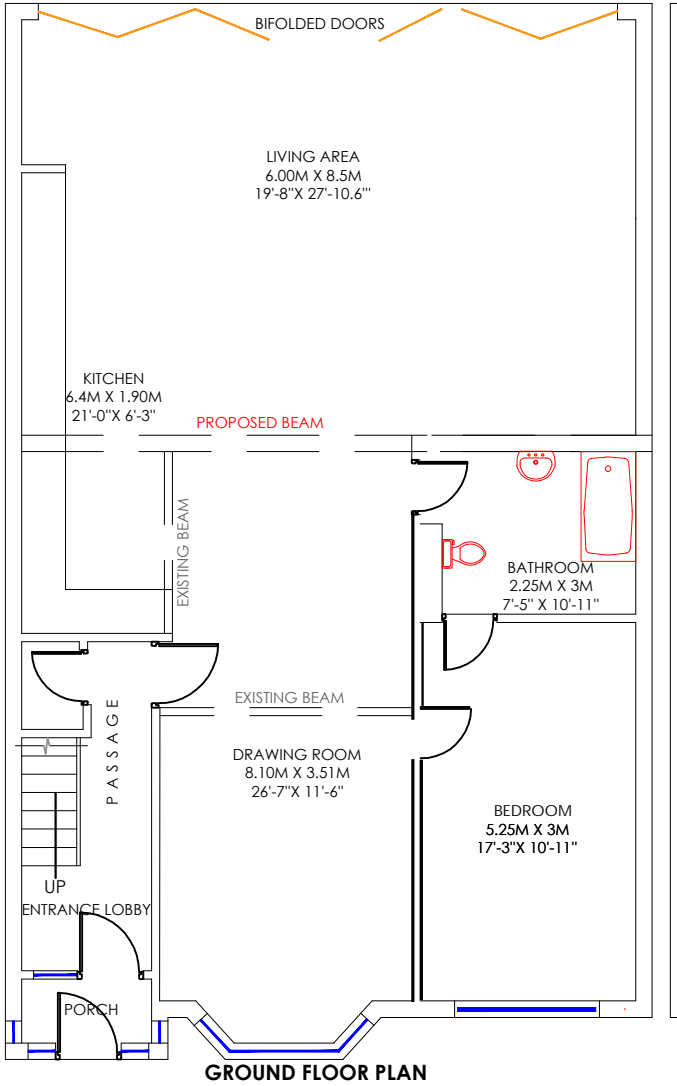 BIFOLDED DOORS
LIVING AREA
6.00M X 8.5M
19'-8"X 27'-10.6'"
KITCHEN
6.4M X 1.90M
21'-0"X 6'-3"
PROPOSED BEAM
EXISTING BEAM
BATHROOM
2.25M X 3M
7'-5" X 10'-11"
EXISTING BEAM
PASSAGE
DRAWING ROOM
8.10M X 3.51M
26'-7"X 11'-6"
BEDROOM
5.25M X 3M
17'-3"X 10'-11"
UP
ENTRANCE LOBBY
PORCH
GROUND FLOOR PLAN